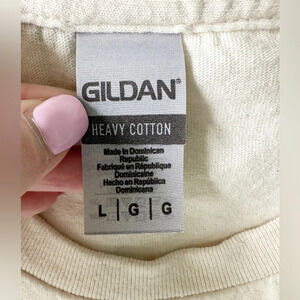 GILDAN®
HEAVY COTTON
Made in Dominican
Republic
Fabriqué en République
Dominicaine
Hecho en República
Dominicana
L | G | G